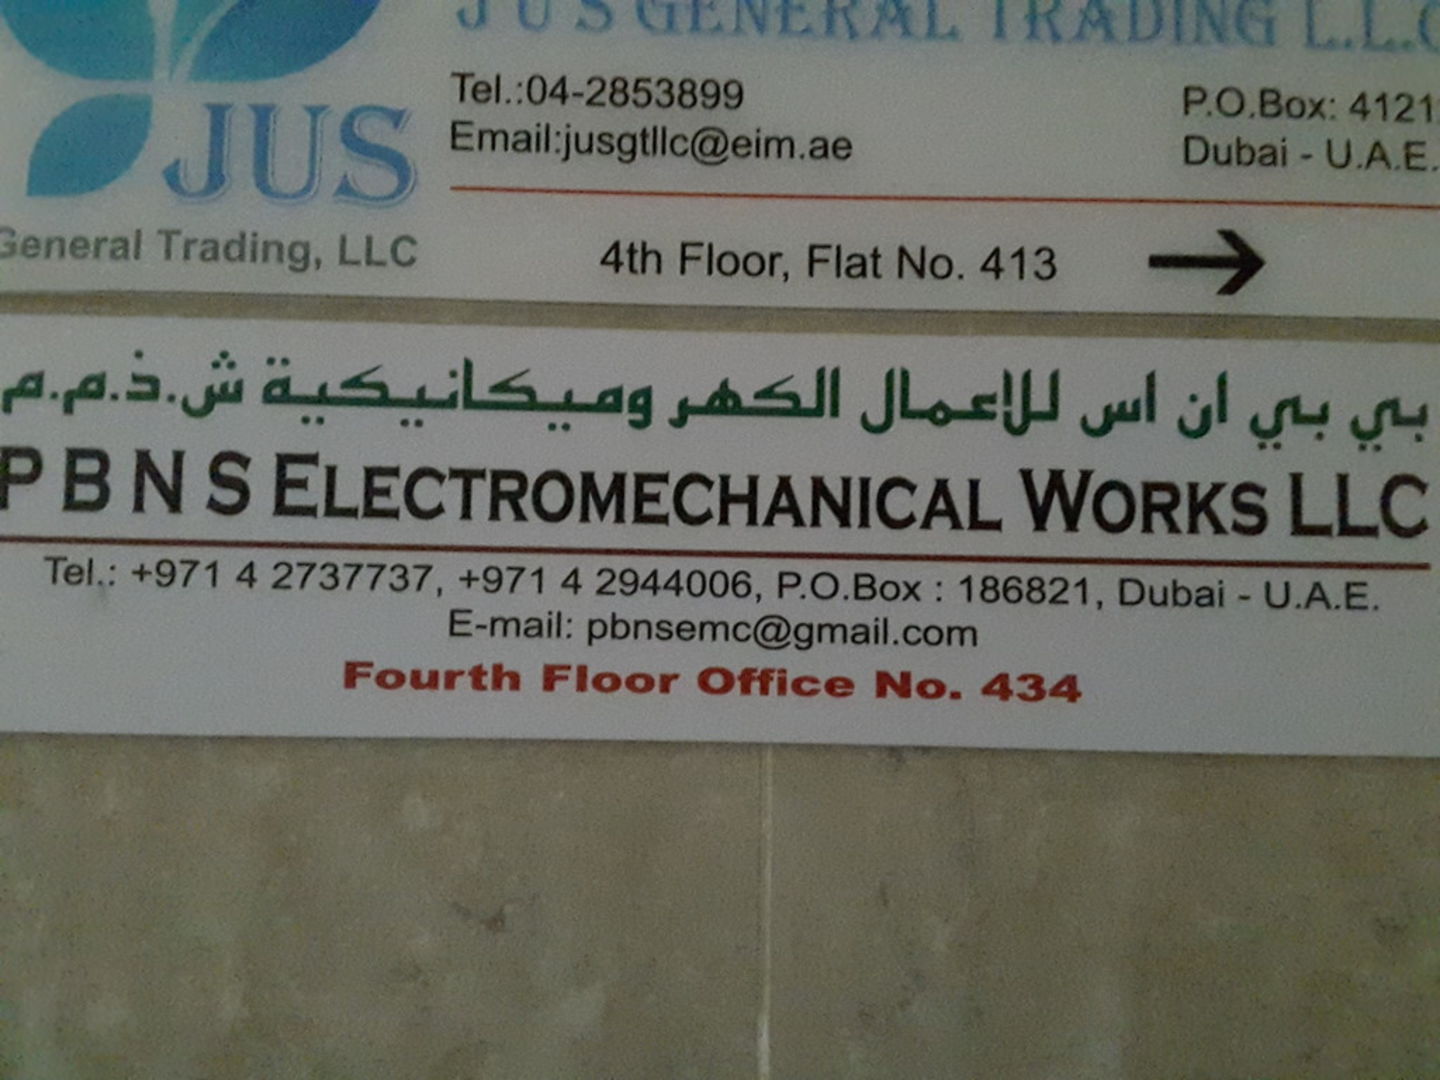 JUS GENERAL TRADING L.L.C
Tel.:04-2853899
Email:jusgtllc@eim.ae
P.O.Box: 4121
Dubai - U.A.E.
JUS
General Trading, LLC
4th Floor, Flat No. 413 →
بي بي ان اس للاعمال الكهروميكانيكية ش.ذ.م.م
P B N S ELECTROMECHANICAL WORKS LLC
Tel.: +971 4 2737737, +971 4 2944006, P.O.Box : 186821, Dubai - U.A.E.
E-mail: pbnsemc@gmail.com
Fourth Floor Office No. 434